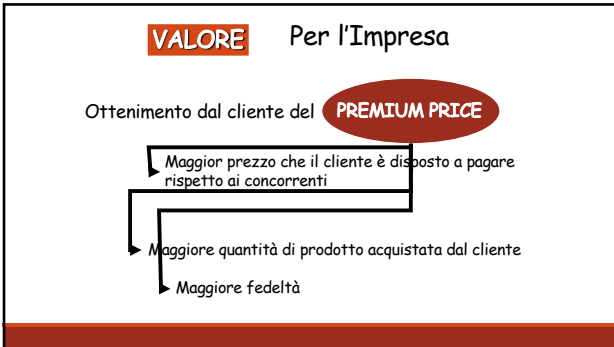 VALORE Per l'Impresa
Ottenimento dal cliente del PREMIUM PRICE
Maggior prezzo che il cliente è disposto a pagare
rispetto ai concorrenti
Maggiore quantità di prodotto acquistata dal cliente
Maggiore fedeltà